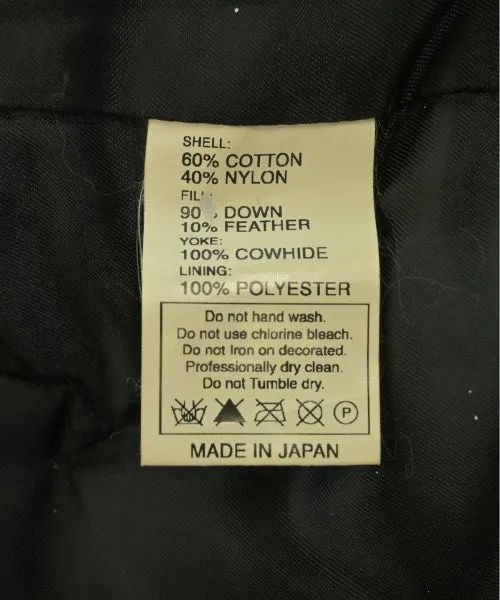 SHELL:
60% COTTON
40% NYLON
FIL
90 DOWN
10% FEATHER
YOKE:
100% COWHIDE
LINING:
100% POLYESTER
Do not hand wash.
Do not use chlorine bleach.
Do not Iron on decorated.
Professionally dry clean.
Do not Tumble dry.
P
MADE IN JAPAN